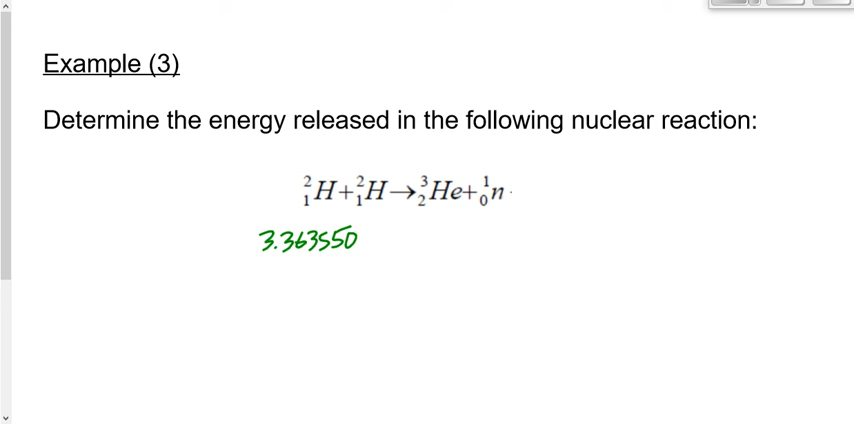 Example (3)
Determine the energy released in the following nuclear reaction:
²₁H+²₁H→³₂He+¹₀n
3.363550